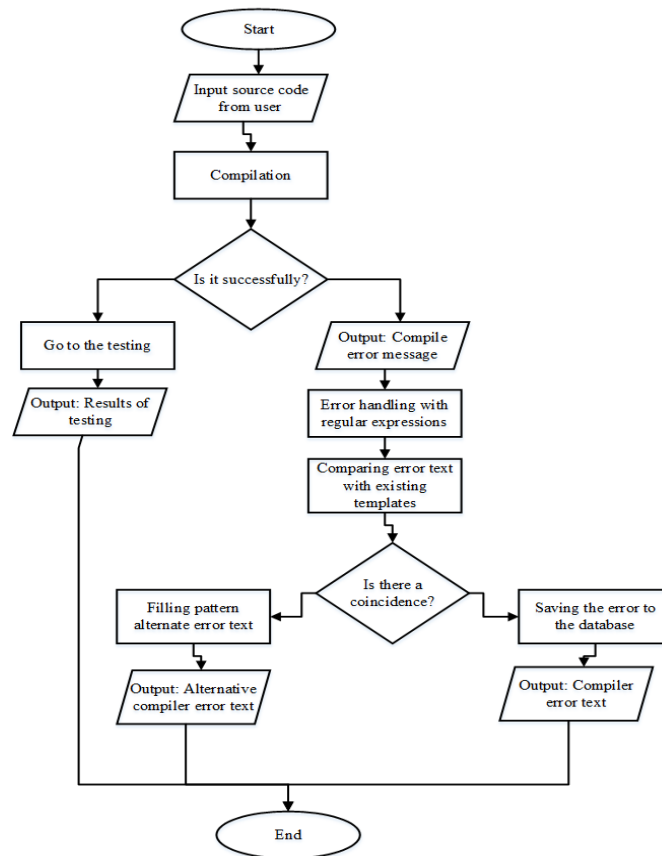 Start
Input source code
from user
Compilation
Is it successfully?
Go to the testing
Output: Compile
error message
Output: Results of
testing
Error handling with
regular expressions
Comparing error text
with existing
templates
Is there a
coincidence?
Filling pattern
alternate error text
Saving the error to
the database
Output: Alternative
compiler error text
Output: Compiler
error text
End